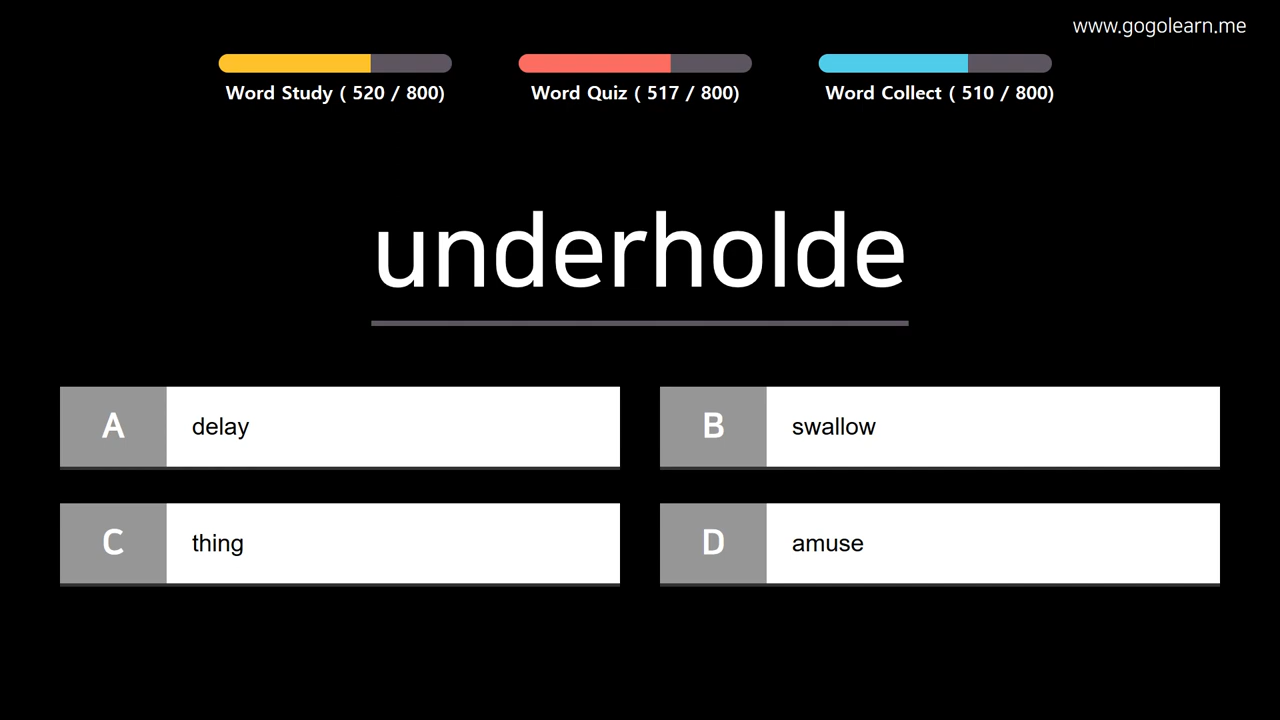 www.gogolearn.me
Word Study ( 520 / 800)
Word Quiz ( 517 / 800)
Word Collect ( 510 / 800)
underholde
A delay
B swallow
C thing
D amuse